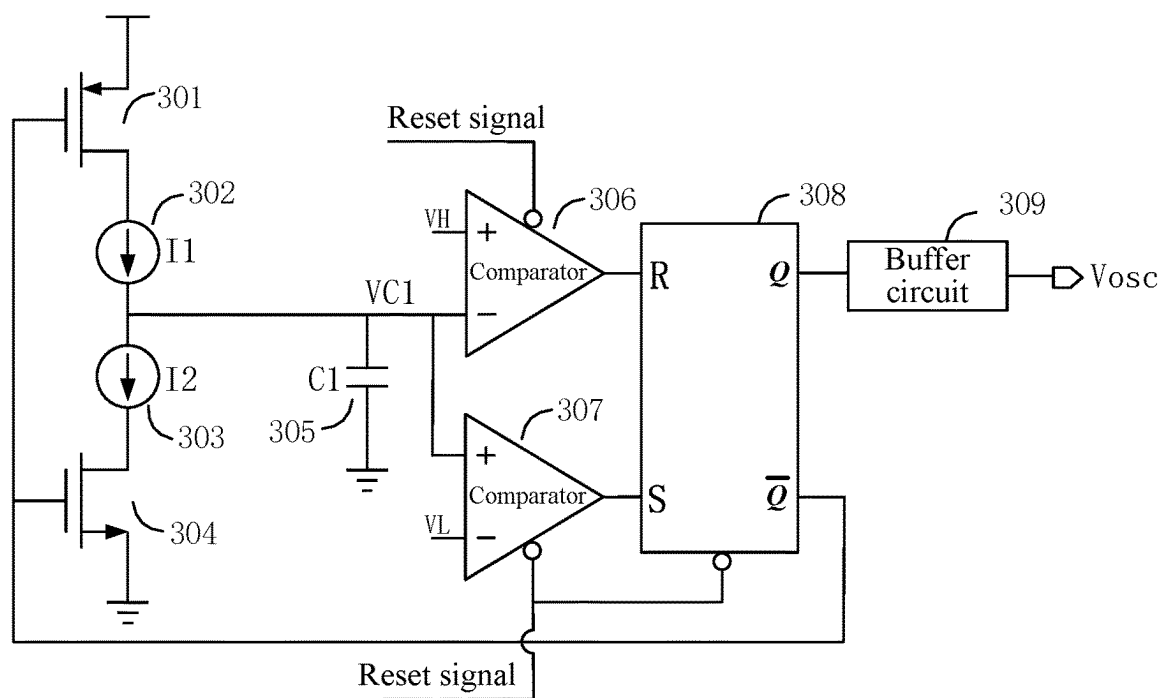 301
Reset signal
302
I1
VH
+
Comparator
−
306
308
309
R
Q
Buffer
circuit
Vosc
VC1
I2
303
C1
305
307
+
Comparator
VL
−
S
Q̅
304
Reset signal